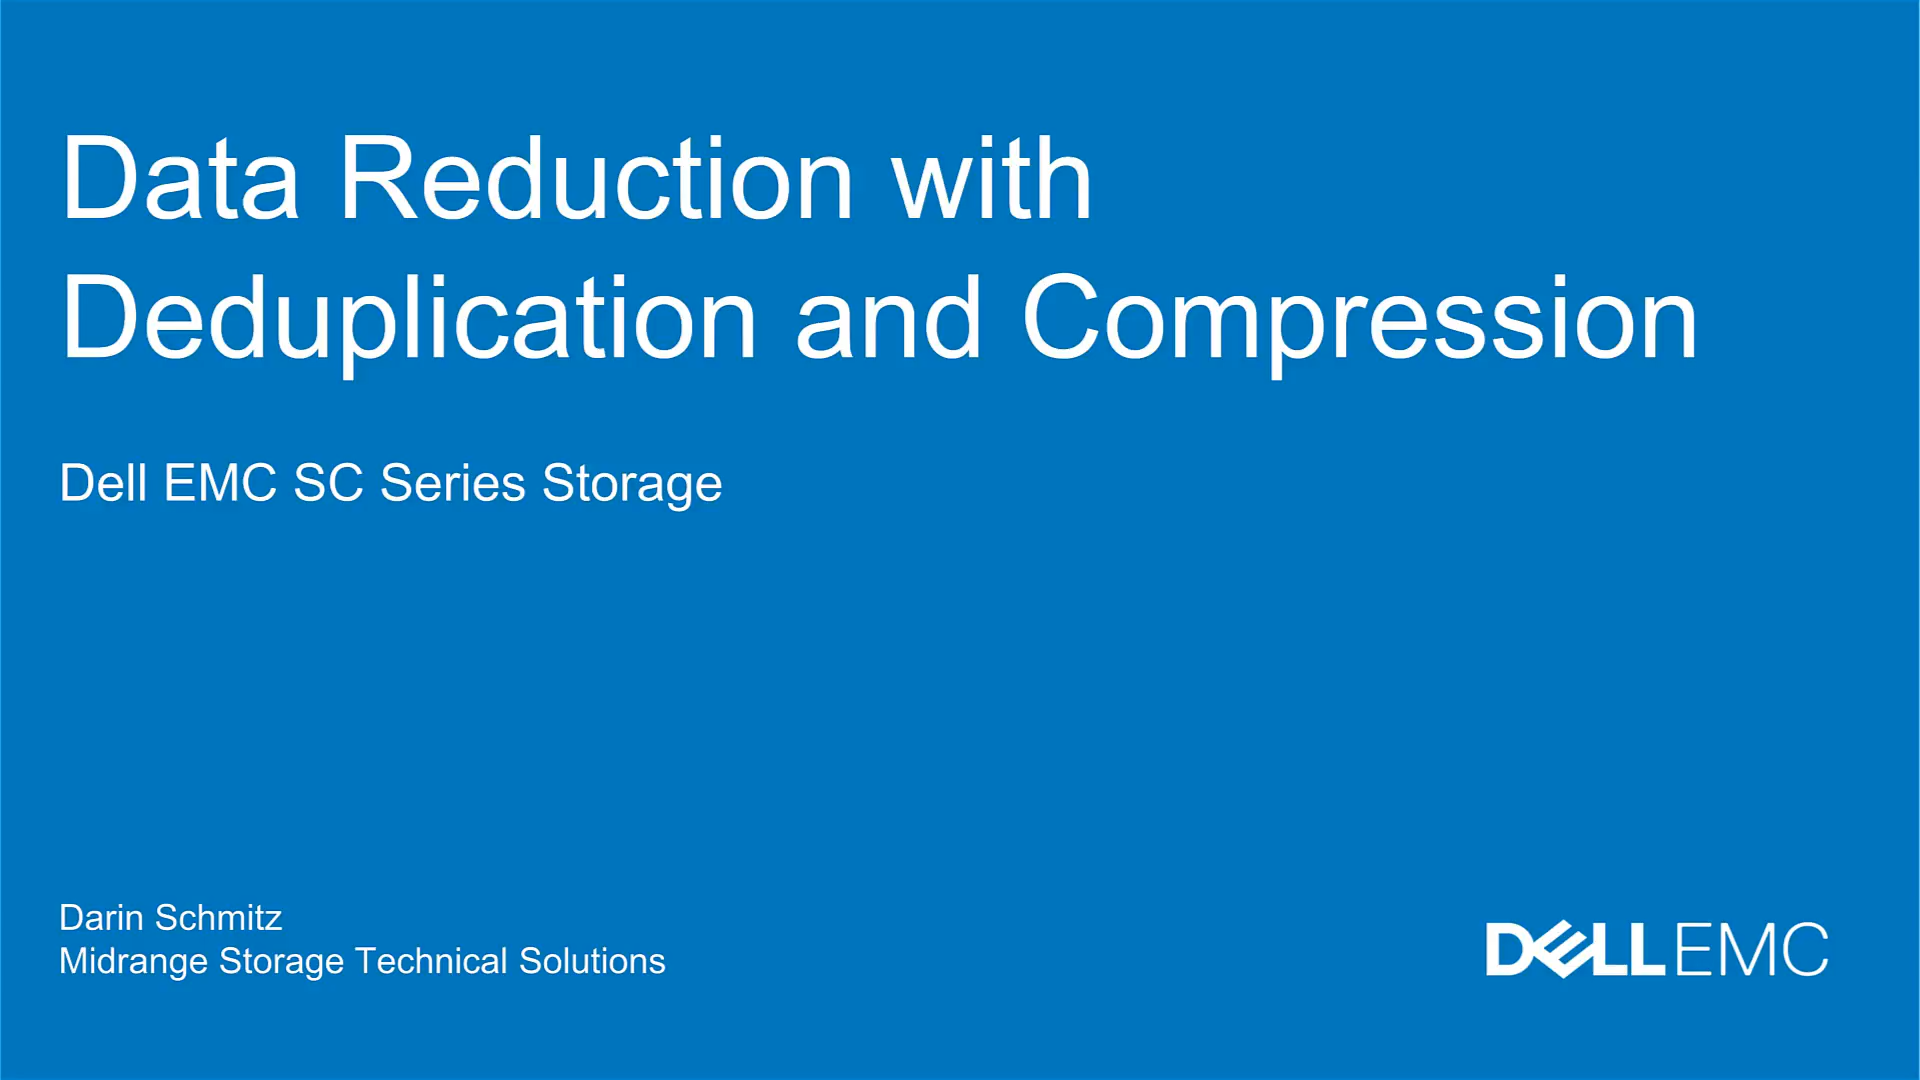 Data Reduction with
Deduplication and Compression
Dell EMC SC Series Storage
Darin Schmitz
Midrange Storage Technical Solutions
DELLEMC